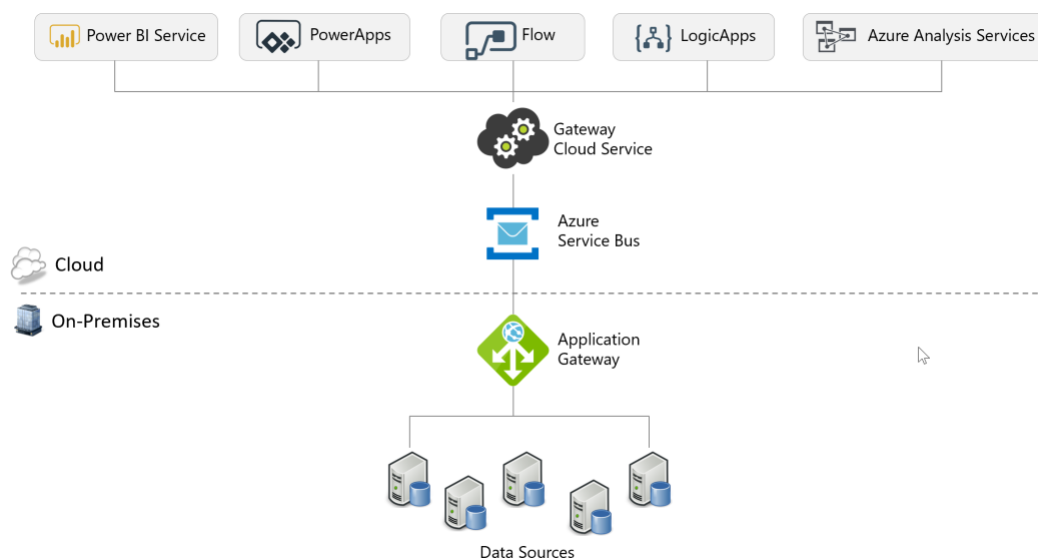 Power BI Service
PowerApps
Flow
LogicApps
Azure Analysis Services
Gateway
Cloud Service
Azure
Service Bus
Cloud
On-Premises
Application
Gateway
Data Sources